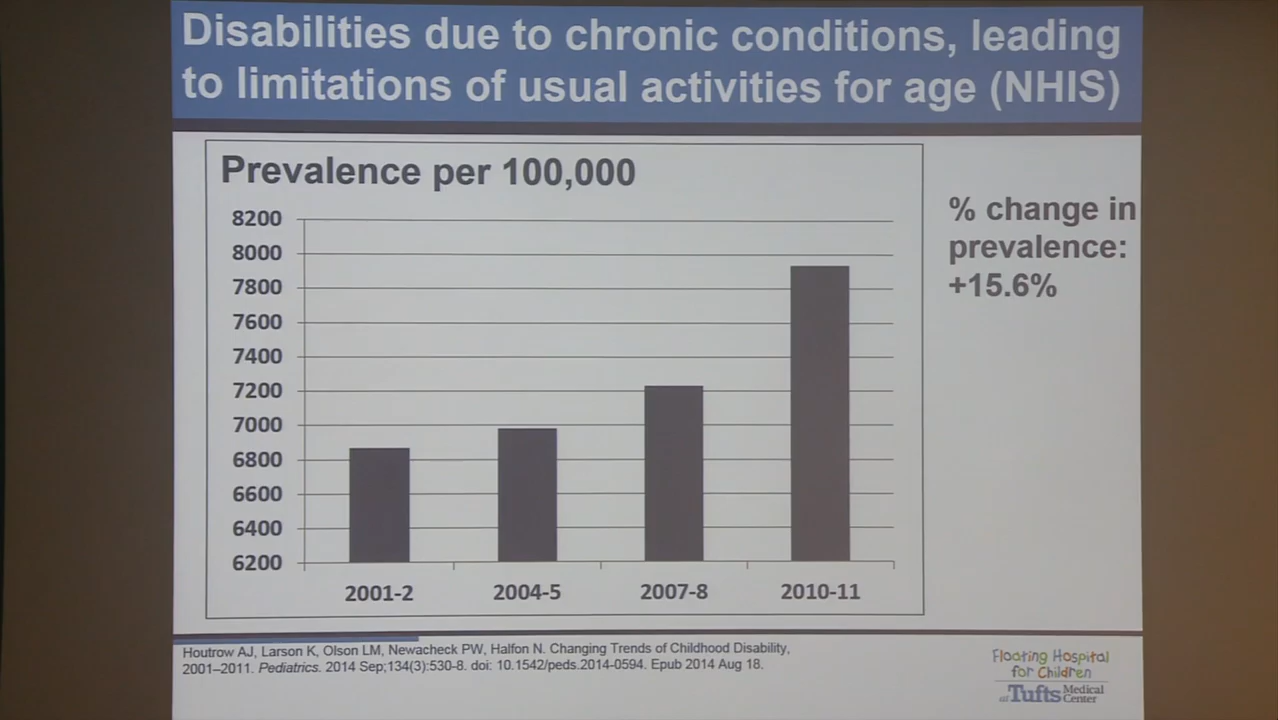 Disabilities due to chronic conditions, leading
to limitations of usual activities for age (NHIS)
Prevalence per 100,000
8200
8000
7800
7600
7400
7200
7000
6800
6600
6400
6200
2001-2
2004-5
2007-8
2010-11
% change in
prevalence:
+15.6%
Houtrow AJ, Larson K, Olson LM, Newacheck PW, Halfon N. Changing Trends of Childhood Disability,
2001–2011. Pediatrics. 2014 Sep;134(3):530-8. doi: 10.1542/peds.2014-0594. Epub 2014 Aug 18.
Floating Hospital
for Children
at Tufts Medical
Center